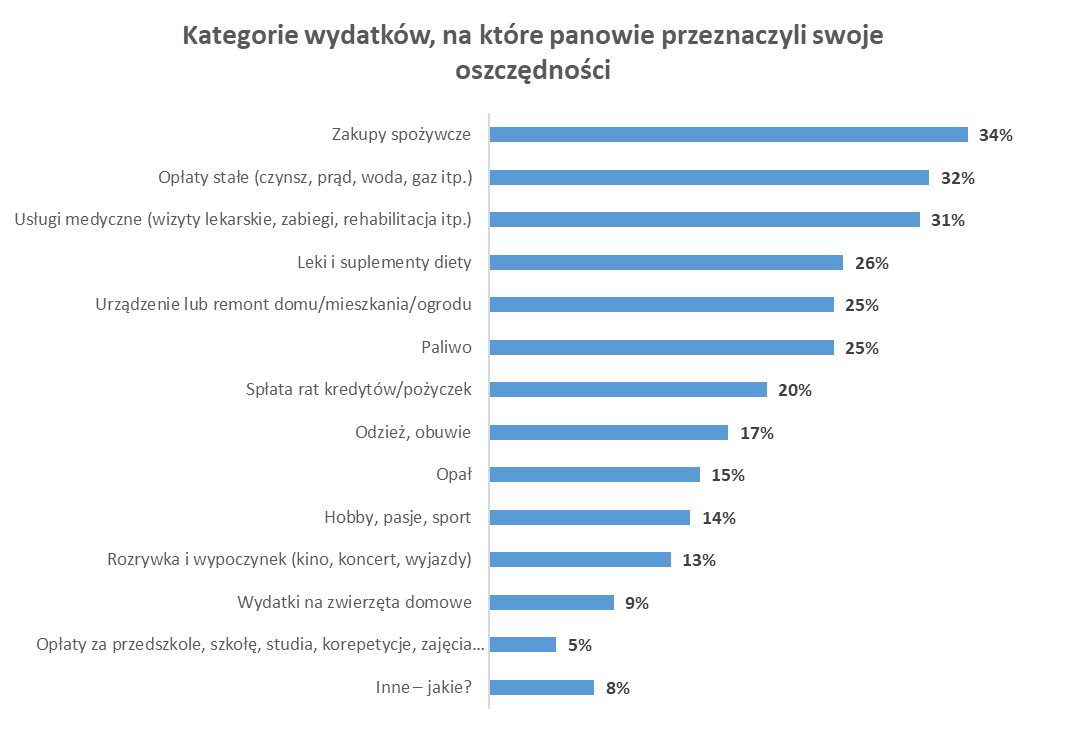 Kategorie wydatków, na które panowie przeznaczyli swoje
oszczędności
Zakupy spożywcze 34%
Opłaty stałe (czynsz, prąd, woda, gaz itp.) 32%
Usługi medyczne (wizyty lekarskie, zabiegi, rehabilitacja itp.) 31%
Leki i suplementy diety 26%
Urządzenie lub remont domu/mieszkania/ogrodu 25%
Paliwo 25%
Spłata rat kredytów/pożyczek 20%
Odzież, obuwie 17%
Opał 15%
Hobby, pasje, sport 14%
Rozrywka i wypoczynek (kino, koncert, wyjazdy) 13%
Wydatki na zwierzęta domowe 9%
Opłaty za przedszkole, szkołę, studia, korepetycje, zajęcia… 5%
Inne – jakie? 8%